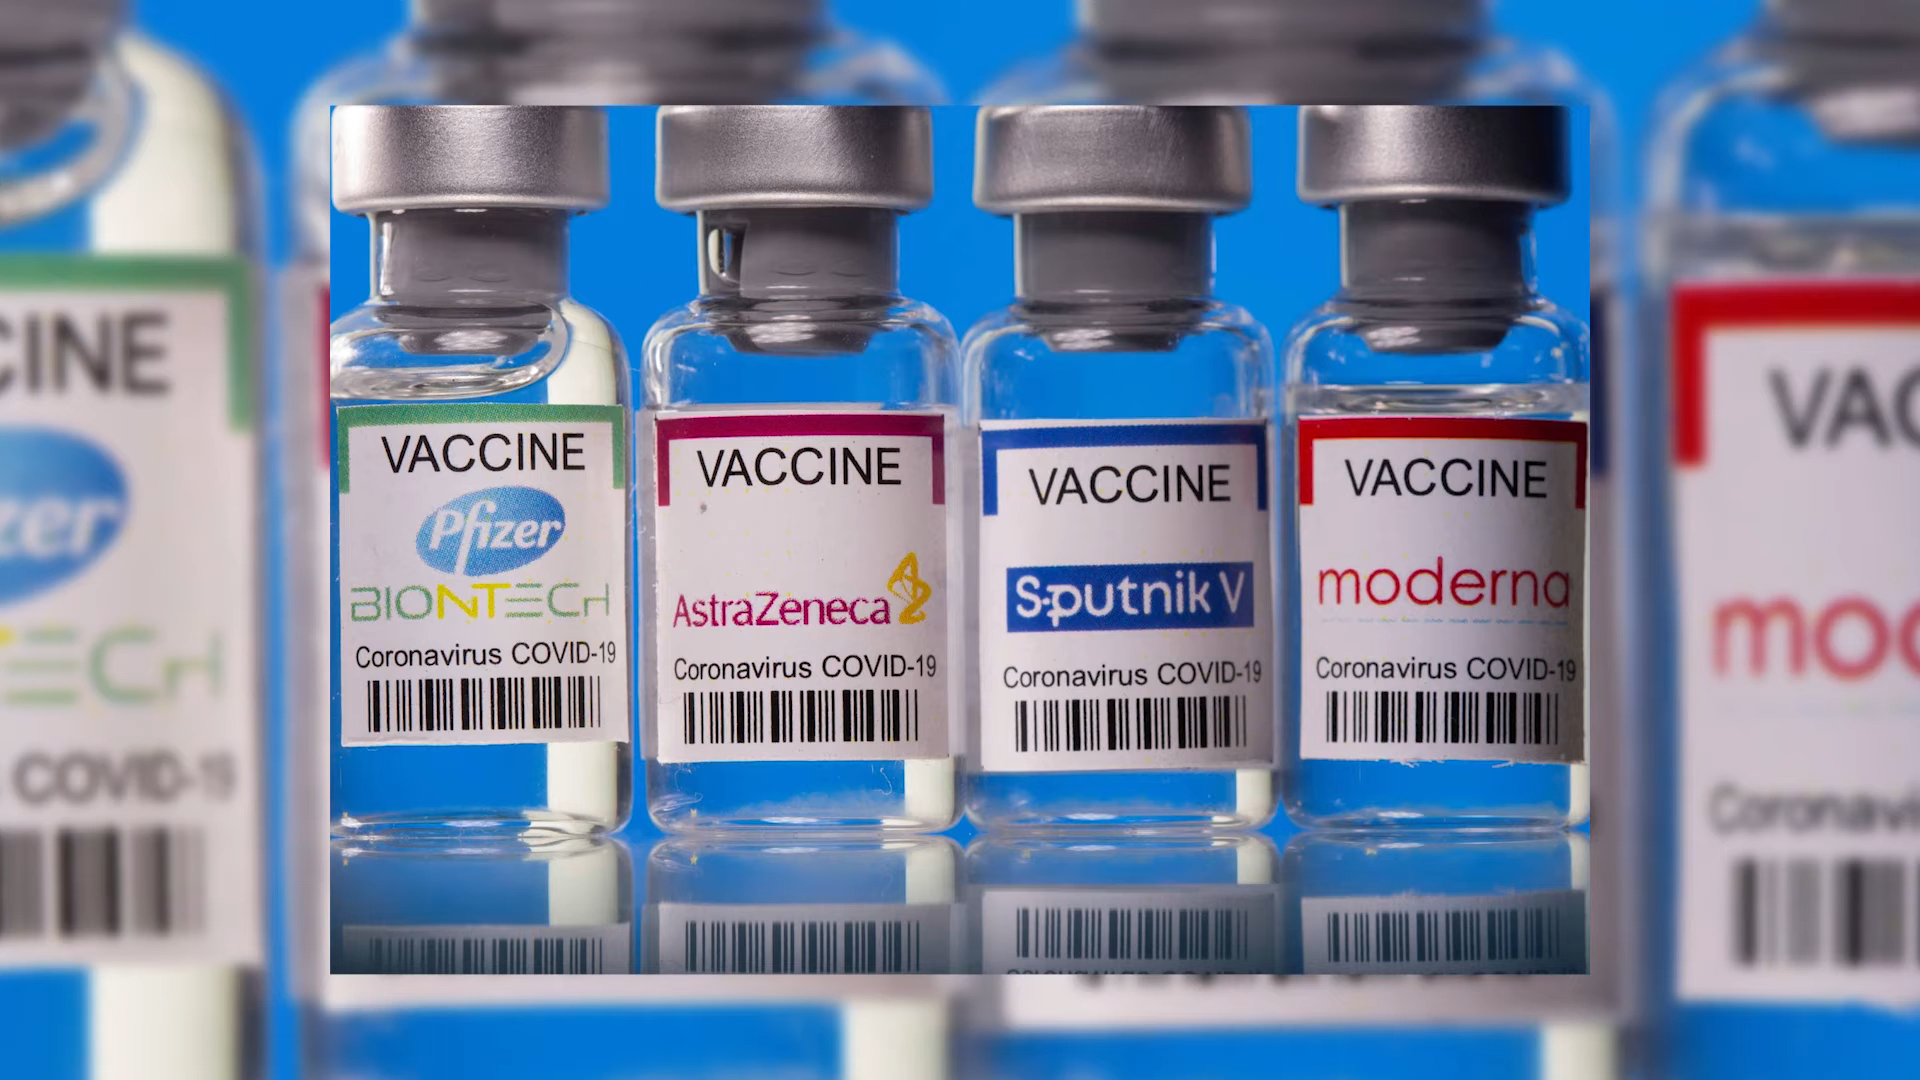 VACCINE
Pfizer
BIONTECH
Coronavirus COVID-19
VACCINE
AstraZeneca
Coronavirus COVID-19
VACCINE
Sputnik V
Coronavirus COVID-19
VACCINE
moderna
Coronavirus COVID-19